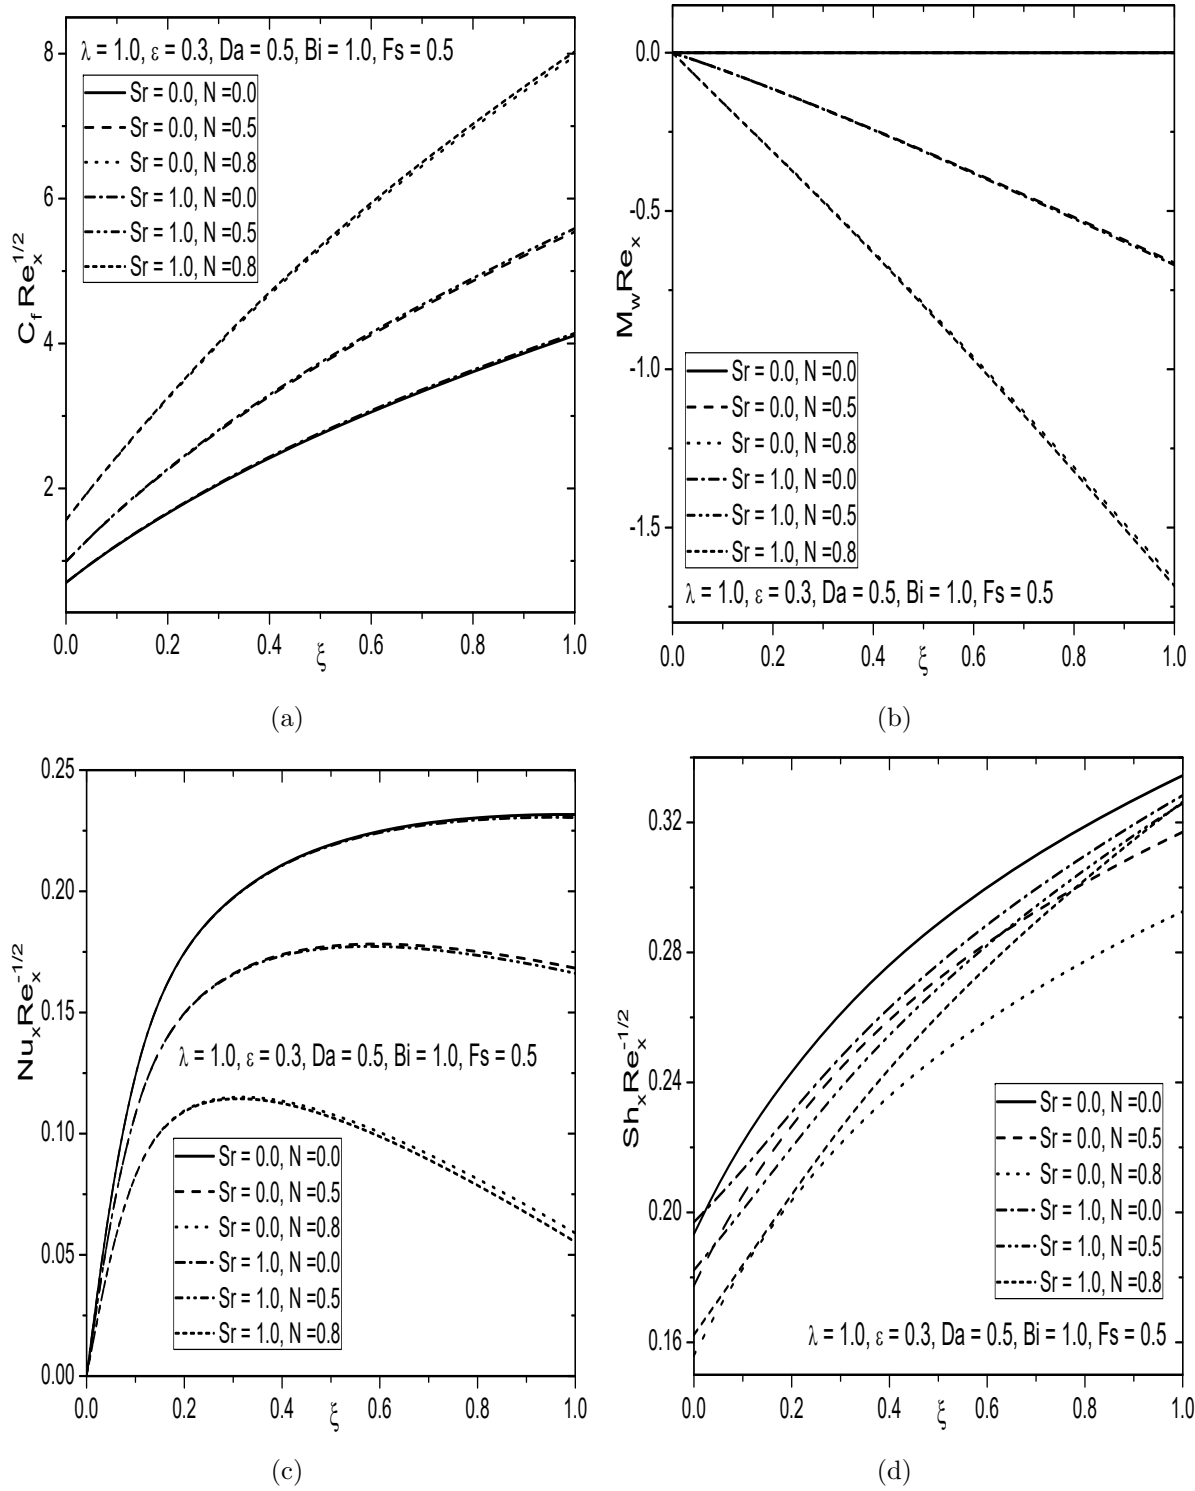 λ = 1.0, ε = 0.3, Da = 0.5, Bi = 1.0, Fs = 0.5
Sr = 0.0, N =0.0
Sr = 0.0, N =0.5
Sr = 0.0, N =0.8
Sr = 1.0, N =0.0
Sr = 1.0, N =0.5
Sr = 1.0, N =0.8
8
6
4
2
C_f Re_x^{1/2}
0.0 0.2 0.4 0.6 0.8 1.0
ξ
(a)
0.0
-0.5
-1.0
-1.5
M_w Re_x
Sr = 0.0, N =0.0
Sr = 0.0, N =0.5
Sr = 0.0, N =0.8
Sr = 1.0, N =0.0
Sr = 1.0, N =0.5
Sr = 1.0, N =0.8
λ = 1.0, ε = 0.3, Da = 0.5, Bi = 1.0, Fs = 0.5
0.0 0.2 0.4 0.6 0.8 1.0
ξ
(b)
0.25
0.20
0.15
0.10
0.05
0.00
Nu_x Re_x^{-1/2}
λ = 1.0, ε = 0.3, Da = 0.5, Bi = 1.0, Fs = 0.5
Sr = 0.0, N =0.0
Sr = 0.0, N =0.5
Sr = 0.0, N =0.8
Sr = 1.0, N =0.0
Sr = 1.0, N =0.5
Sr = 1.0, N =0.8
0.0 0.2 0.4 0.6 0.8 1.0
ξ
(c)
0.32
0.28
0.24
0.20
0.16
Sh_x Re_x^{-1/2}
Sr = 0.0, N =0.0
Sr = 0.0, N =0.5
Sr = 0.0, N =0.8
Sr = 1.0, N =0.0
Sr = 1.0, N =0.5
Sr = 1.0, N =0.8
λ = 1.0, ε = 0.3, Da = 0.5, Bi = 1.0, Fs = 0.5
0.0 0.2 0.4 0.6 0.8 1.0
ξ
(d)